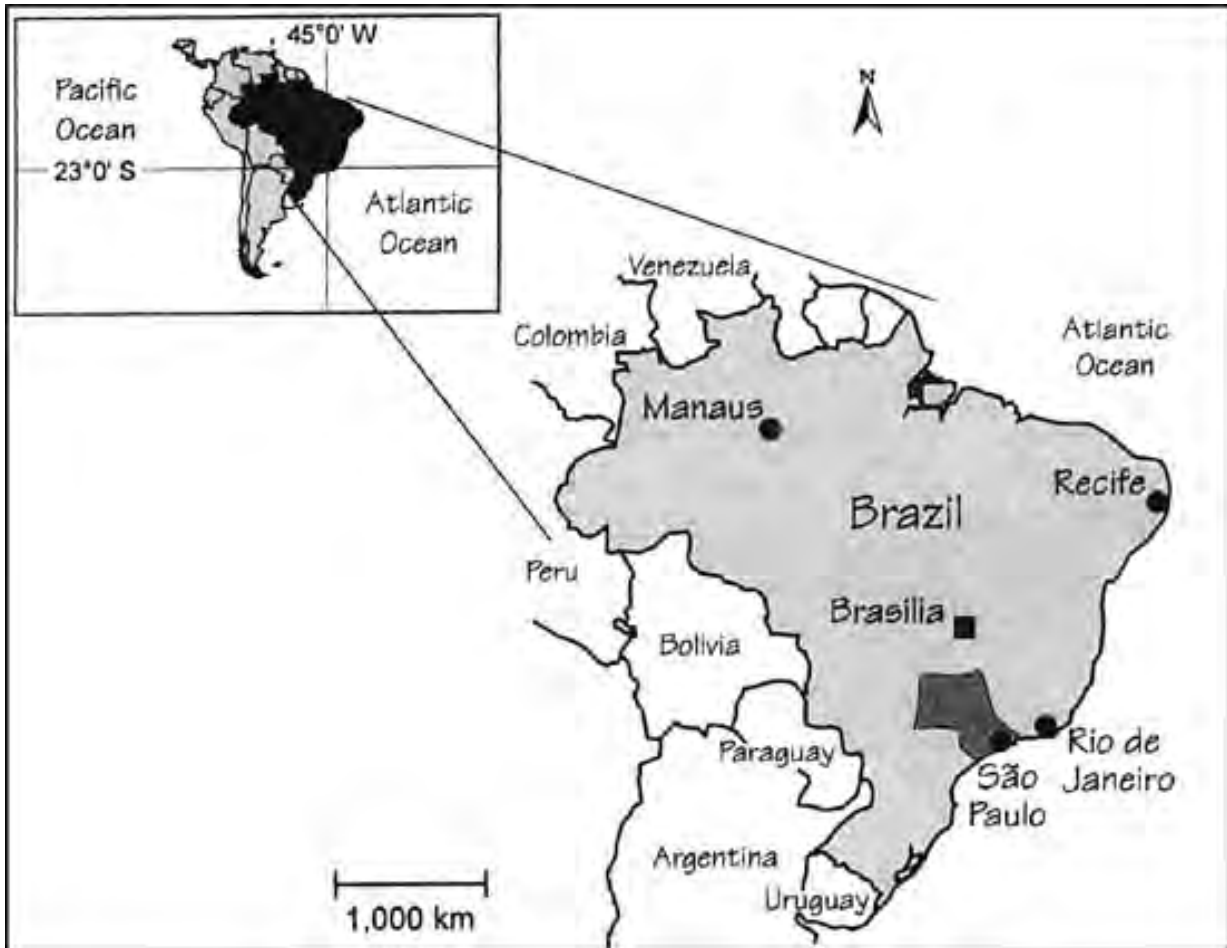 45°0' W
Pacific
Ocean
23°0' S
Atlantic
Ocean
N
Venezuela
Colombia
Atlantic
Ocean
Manaus
Recife
Brazil
Peru
Brasilia
Bolivia
Paraguay
Rio de
Janeiro
São
Paulo
Argentina
Uruguay
1,000 km